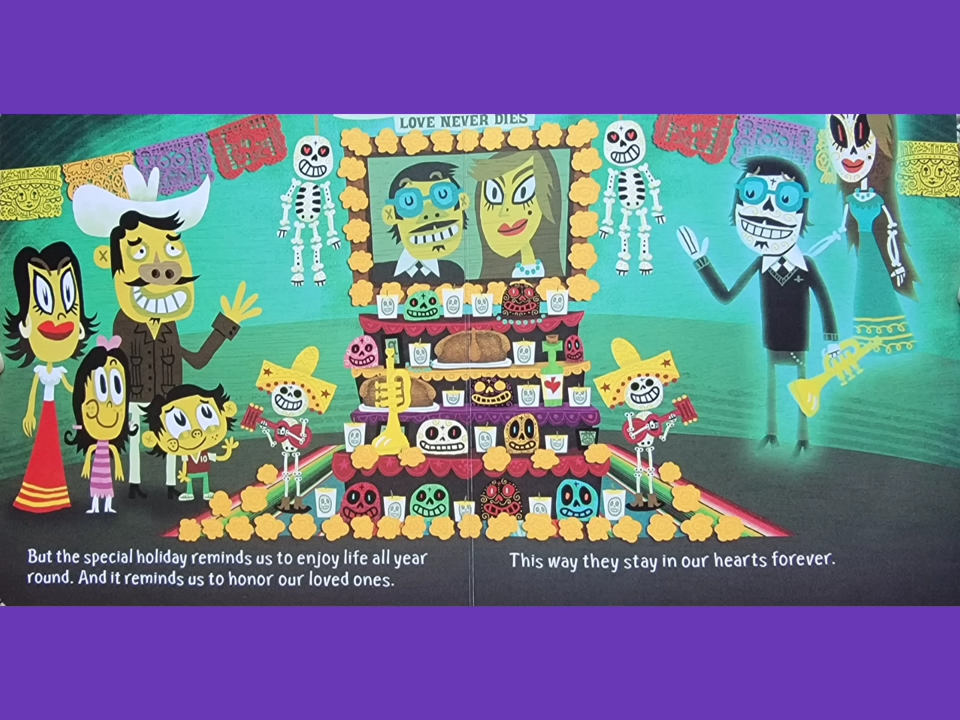 LOVE NEVER DIES
10
But the special holiday reminds us to enjoy life all year
round. And it reminds us to honor our loved ones.
This way they stay in our hearts forever.